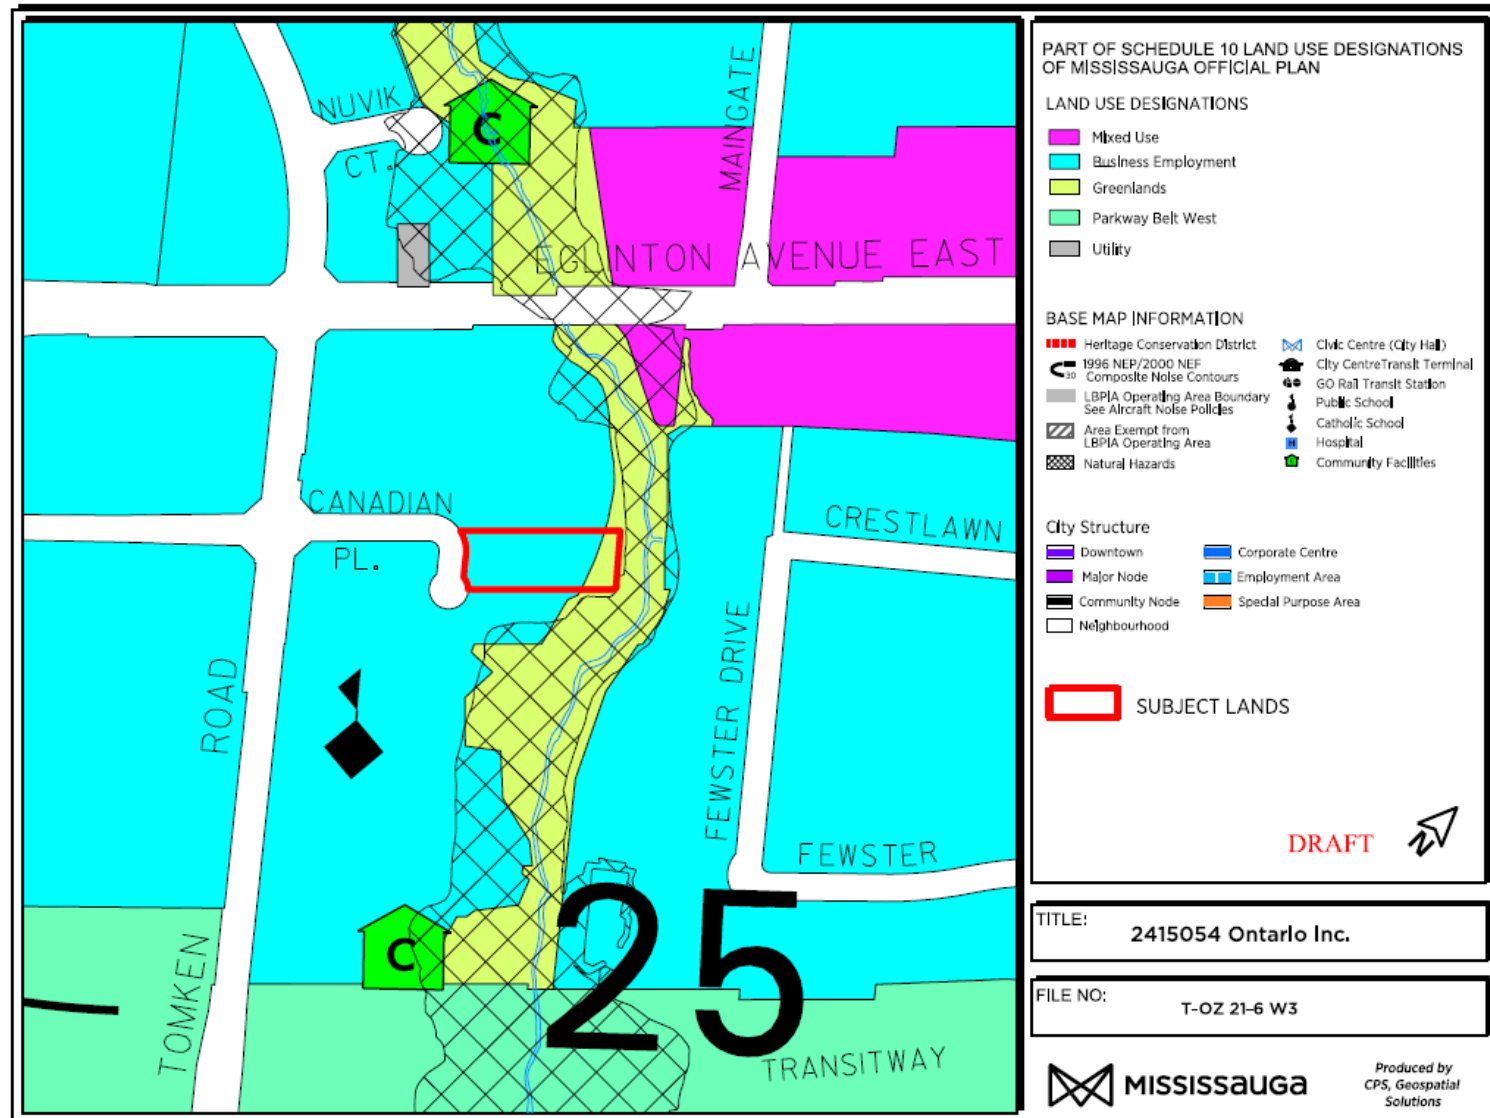 NUVIK
CT.
C
MAINGATE
EGLINTON AVENUE EAST
CANADIAN
PL.
CRESTLAWN
ROAD
FEWSTER DRIVE
FEWSTER
25
C
TOMKEN
TRANSITWAY
PART OF SCHEDULE 10 LAND USE DESIGNATIONS
OF MISSISSAUGA OFFICIAL PLAN
LAND USE DESIGNATIONS
Mixed Use
Business Employment
Greenlands
Parkway Belt West
Utility
BASE MAP INFORMATION
Heritage Conservation District
1996 NEP/2000 NEF
Composite Noise Contours
30
LBPIA Operating Area Boundary
See Aircraft Noise Policies
Area Exempt from
LBPIA Operating Area
Natural Hazards
Civic Centre (City Hall)
City Centre Transit Terminal
GO Rail Transit Station
Public School
Catholic School
H Hospital
Community Facilities
City Structure
Downtown
Major Node
Community Node
Neighbourhood
Corporate Centre
Employment Area
Special Purpose Area
SUBJECT LANDS
DRAFT
TITLE:
2415054 Ontario Inc.
FILE NO:
T-OZ 21-6 W3
MISSISSAUGA
Produced by
CPS, Geospatial
Solutions